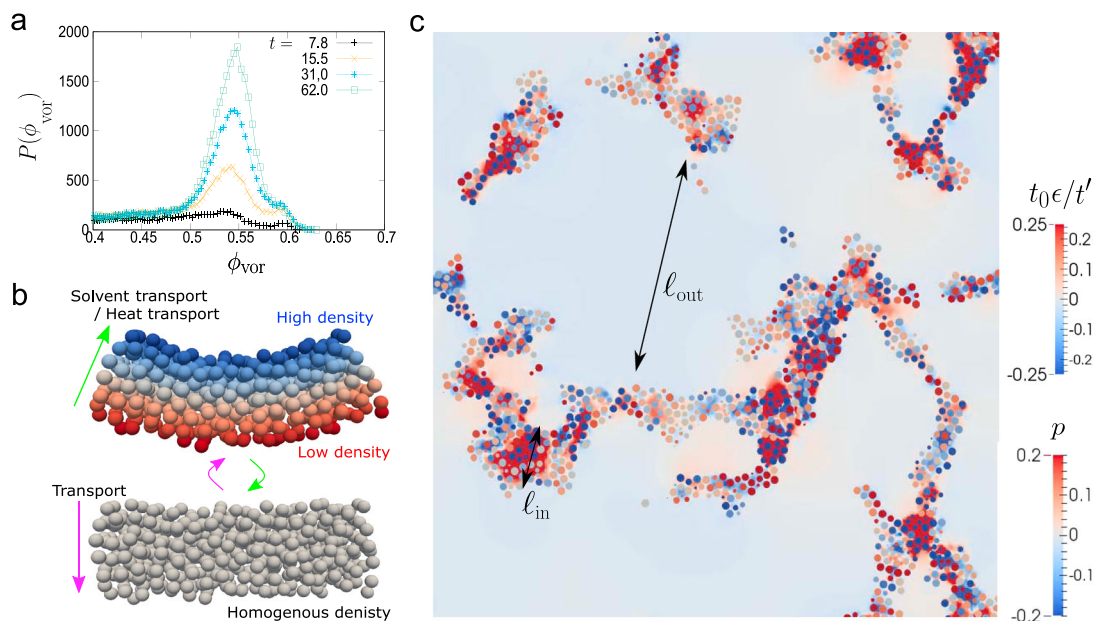 a
2000
1500
1000
500
0
P(ϕvor)
t = 7.8
15.5
31.0
62.0
0.4 0.45 0.5 0.55 0.6 0.65 0.7
ϕvor
b
Solvent transport
/ Heat transport
High density
Low density
Transport
Homogenous denisty
c
ℓout
ℓin
t0ϵ/t′
0.25
0.2
0.1
0
-0.1
-0.2
-0.25
p
0.2
0.1
0
-0.1
-0.2